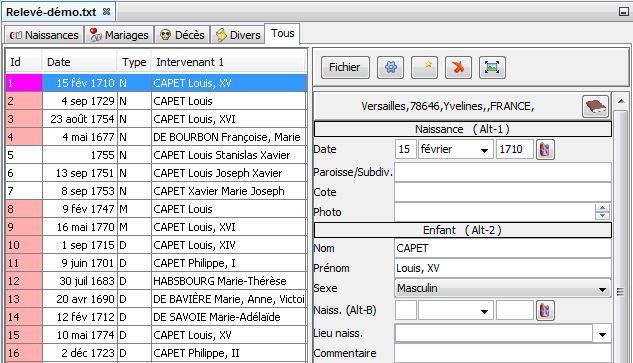 Relevé-démo.txt
Naissances Mariages Décès Divers Tous
Id Date Type Intervenant 1
1 15 fév 1710 N CAPET Louis, XV
2 4 sep 1729 N CAPET Louis
3 23 août 1754 N CAPET Louis, XVI
4 4 mai 1677 N DE BOURBON Françoise, Marie
5 1755 N CAPET Louis Stanislas Xavier
6 13 sep 1751 N CAPET Louis Joseph Xavier
7 8 sep 1753 N CAPET Xavier Marie Joseph
8 9 fév 1747 M CAPET Louis
9 16 mai 1770 M CAPET Louis, XVI
10 1 sep 1715 D CAPET Louis, XIV
11 9 juin 1701 D CAPET Philippe, I
12 30 juil 1683 D HABSBOURG Marie-Thérèse
13 20 avr 1690 D DE BAVIÈRE Marie, Anne, Victoi
14 12 fév 1712 D DE SAVOIE Marie-Adélaïde
15 10 mai 1774 D CAPET Louis, XV
16 2 déc 1723 D CAPET Philippe, II
Fichier
Versailles,78646,Yvelines,,FRANCE,
Naissance (Alt-1)
Date 15 février 1710
Paroisse/Subdiv.
Cote
Photo
Enfant (Alt-2)
Nom CAPET
Prénom Louis, XV
Sexe Masculin
Naiss. (Alt-B)
Lieu naiss.
Commentaire